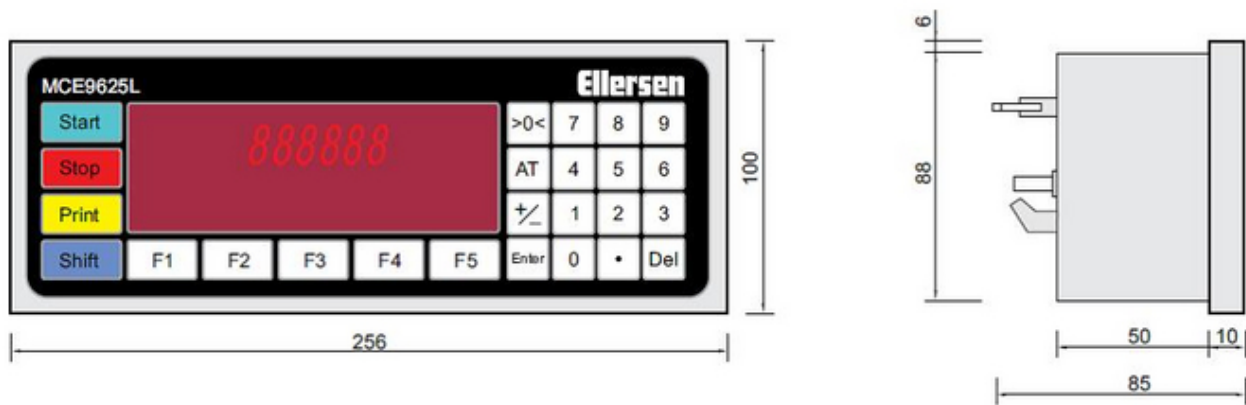 MCE9625L Ellersen
Start >0< 7 8 9
888888
Stop AT 4 5 6
Print +/- 1 2 3
Shift F1 F2 F3 F4 F5 Enter 0 • Del
256
100
6
88
50 10
85